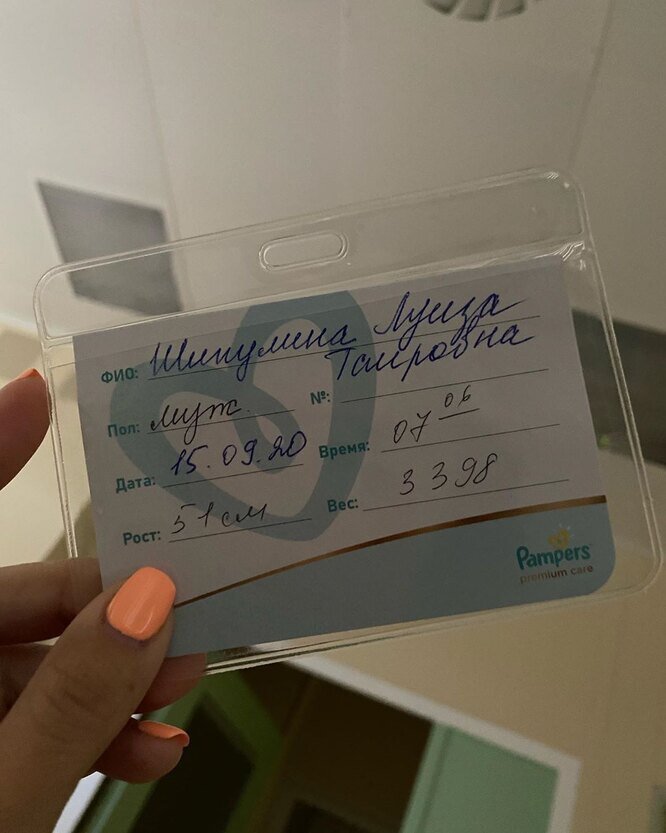 ФИО: Шипулина Луиза
Таировна
Пол: муж. №:
Дата: 15.09.20 Время: 07 06
Рост: 51 см Вес: 3398
Pampers
premium care